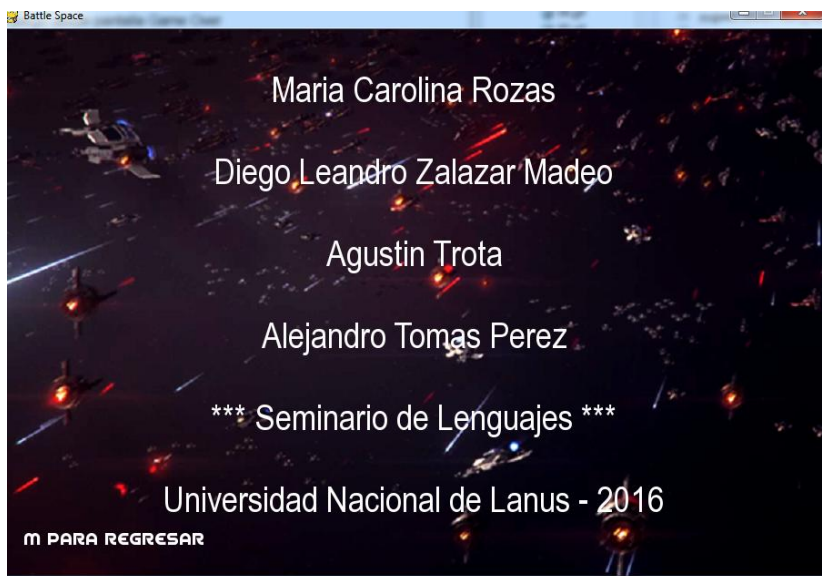 Battle Space
Maria Carolina Rozas
Diego Leandro Zalazar Madeo
Agustin Trota
Alejandro Tomas Perez
*** Seminario de Lenguajes ***
Universidad Nacional de Lanus - 2016
M PARA REGRESAR